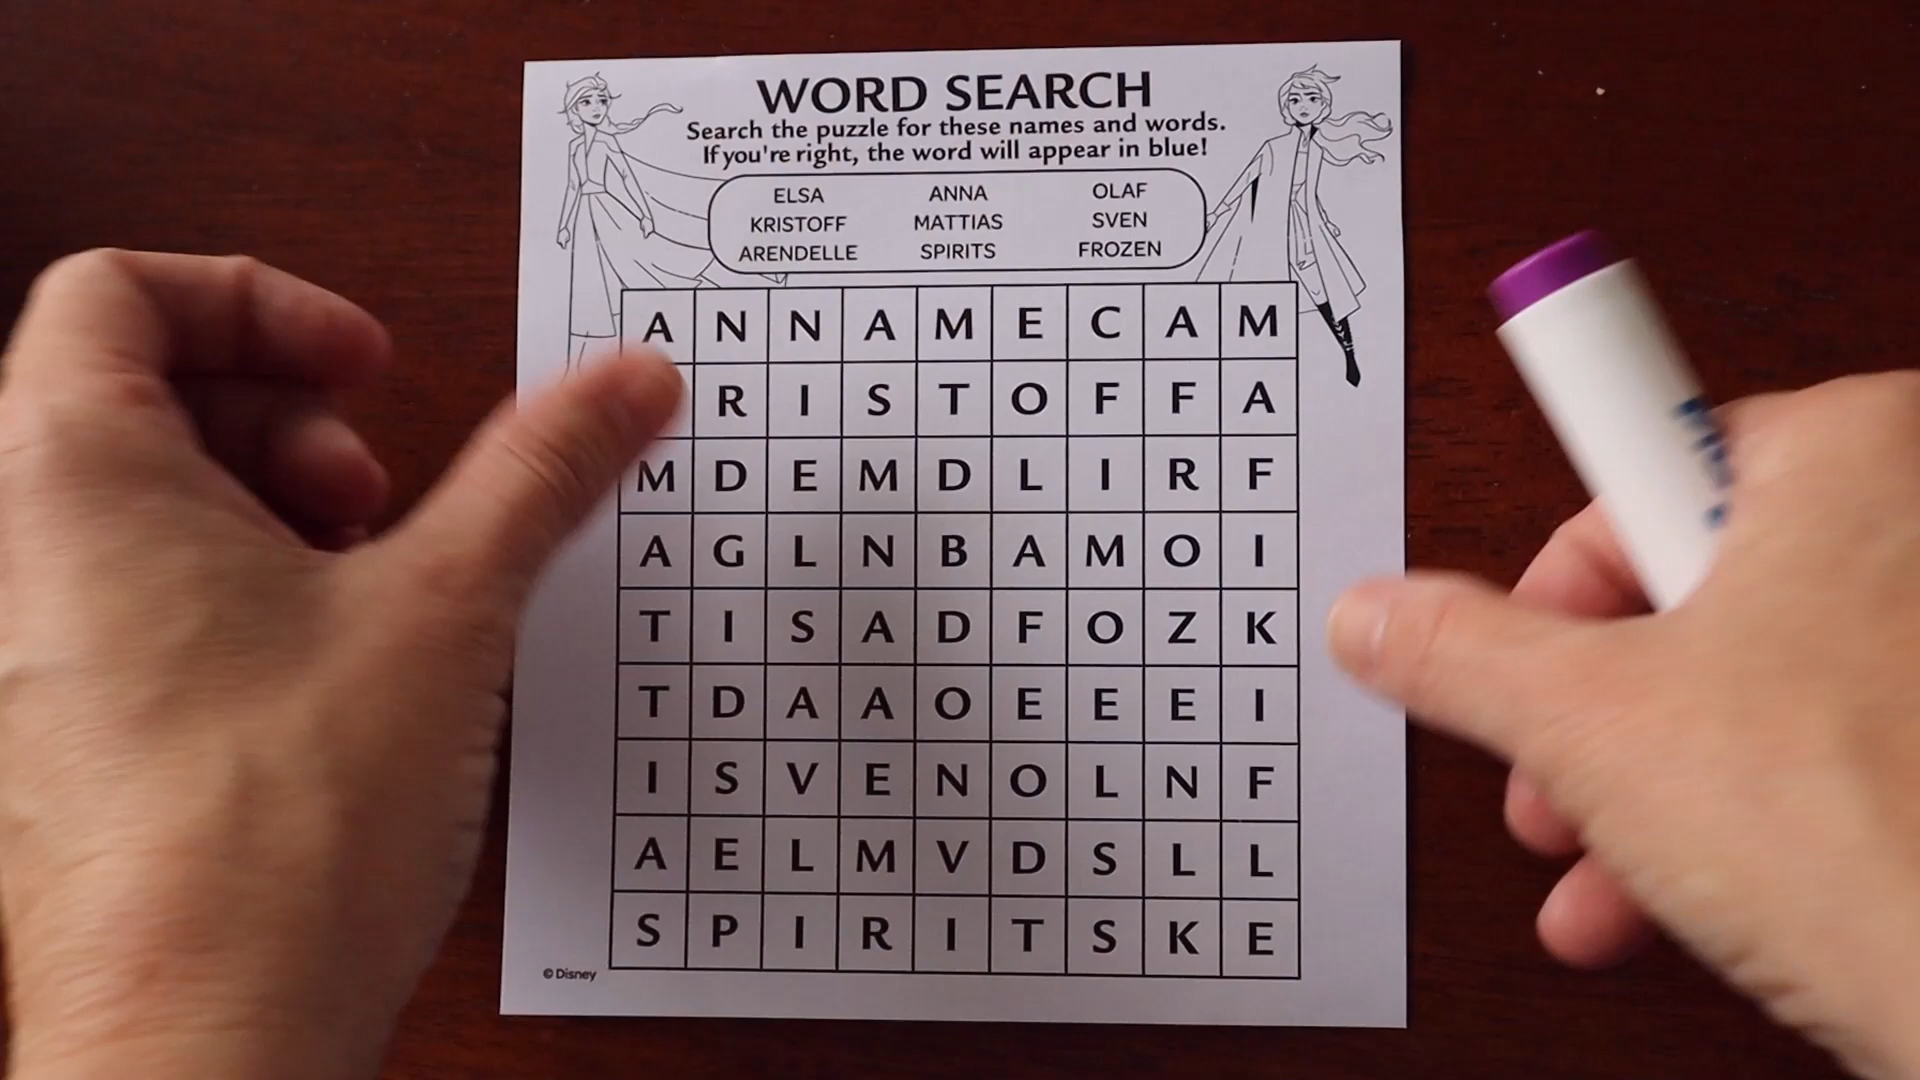 WORD SEARCH
Search the puzzle for these names and words.
If you're right, the word will appear in blue!
ELSA ANNA OLAF
KRISTOFF MATTIAS SVEN
ARENDELLE SPIRITS FROZEN
A N N A M E C A M
R I S T O F F A
M D E M D L I R F
A G L N B A M O I
T I S A D F O Z K
T D A A O E E E I
I S V E N O L N F
A E L M V D S L L
S P I R I T S K E
© Disney